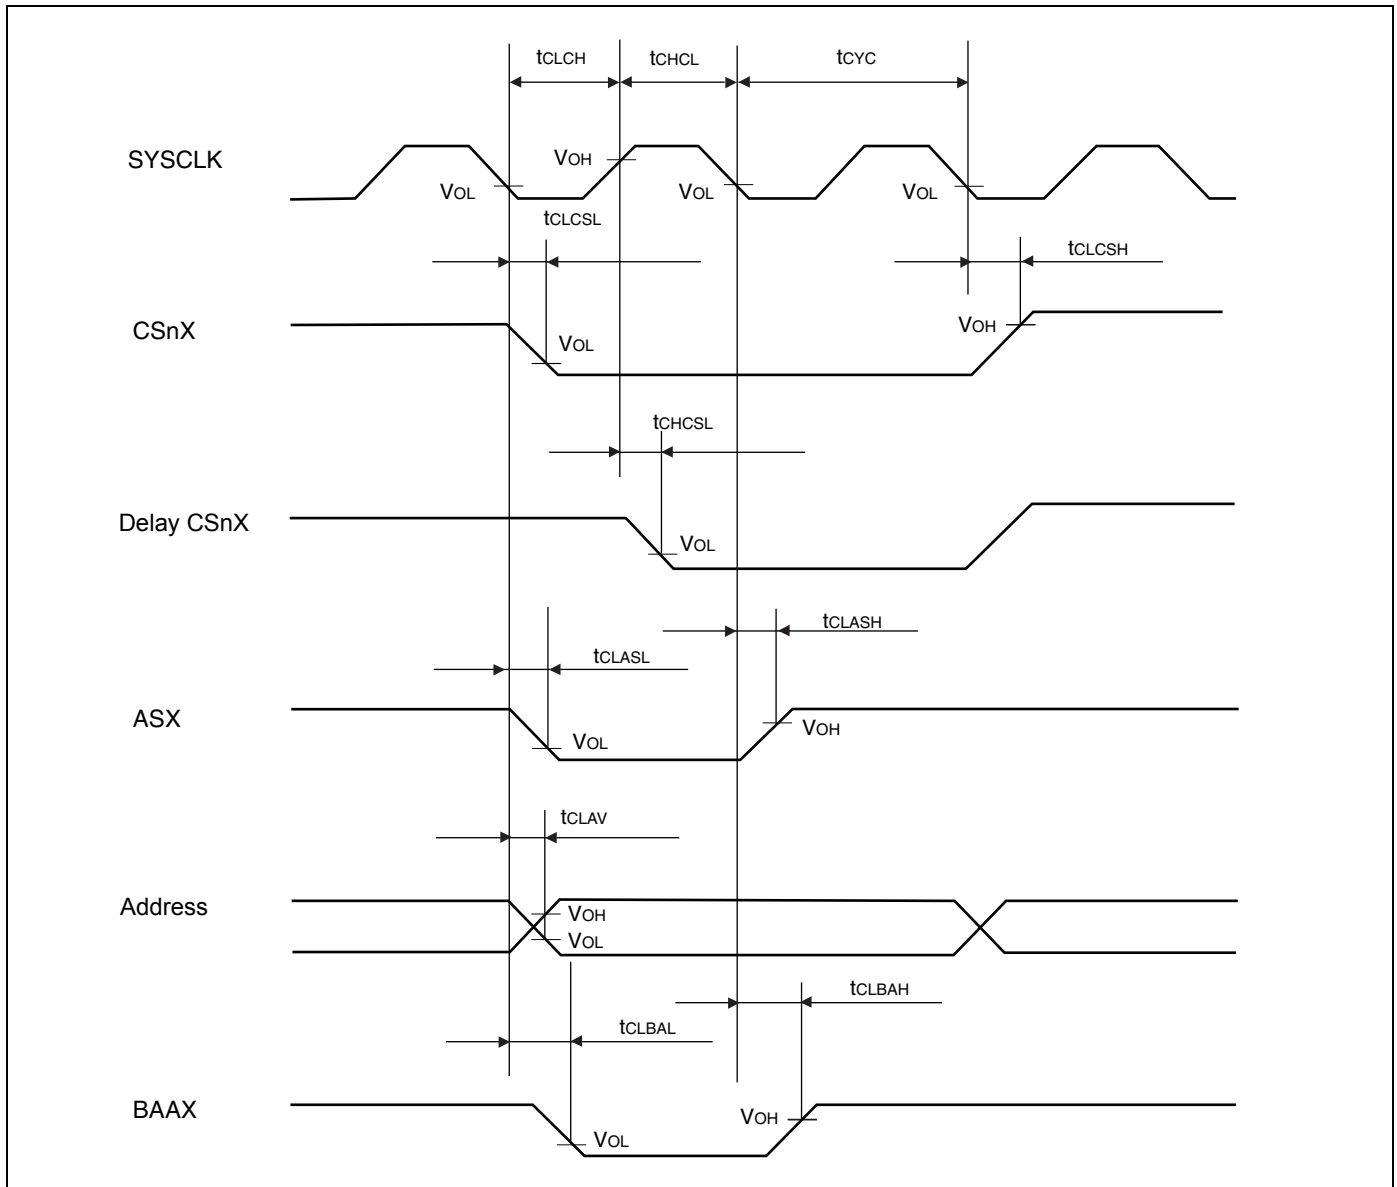 tCLCH tCHCL tCYC
SYSCLK
VOH
VOL VOL VOL
tCLCSL
tCLCSH
CSnX
VOH
VOL
tCHCSL
Delay CSnX
VOL
tCLASH
tCLASL
ASX
VOH
VOL
tCLAV
Address
VOH
VOL
tCLBAH
tCLBAL
BAAX
VOH
VOL